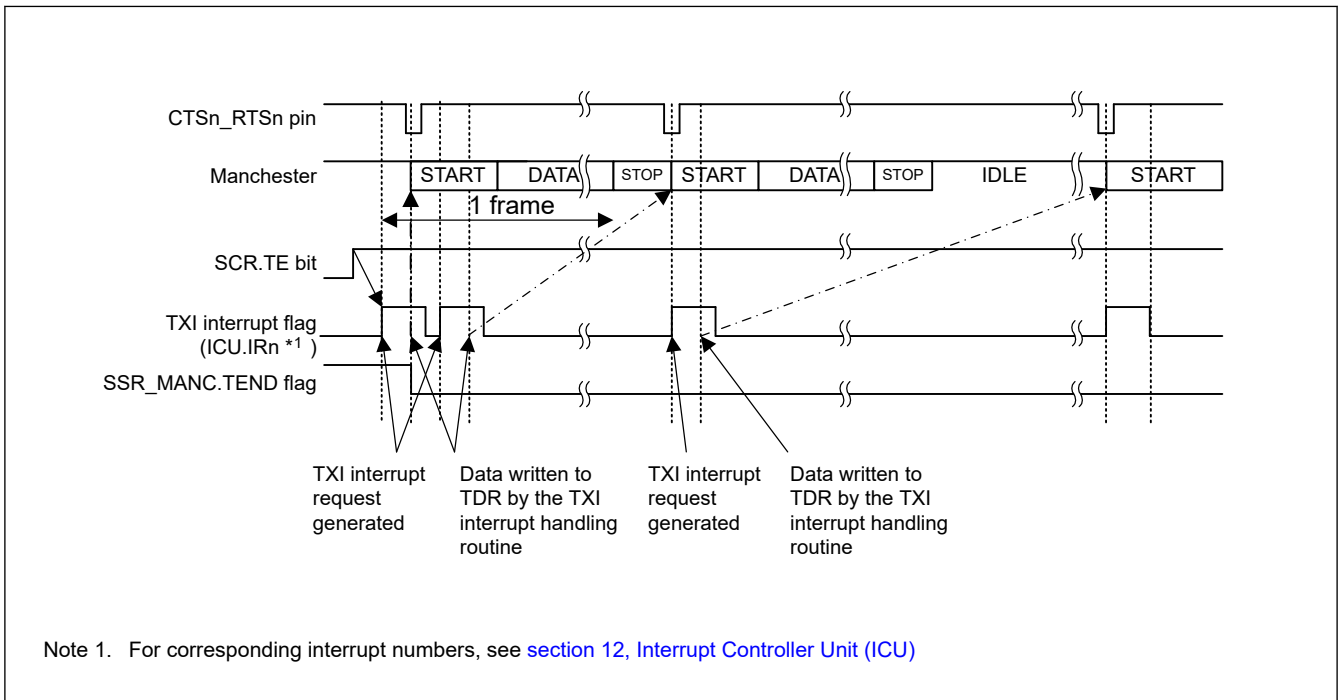 CTSn_RTSn pin
Manchester
START DATA STOP START DATA STOP IDLE START
1 frame
SCR.TE bit
TXI interrupt flag
(ICU.IRn *1 )
SSR_MANC.TEND flag
TXI interrupt
request
generated
Data written to
TDR by the TXI
interrupt handling
routine
TXI interrupt
request
generated
Data written to
TDR by the TXI
interrupt handling
routine
Note 1. For corresponding interrupt numbers, see section 12, Interrupt Controller Unit (ICU)